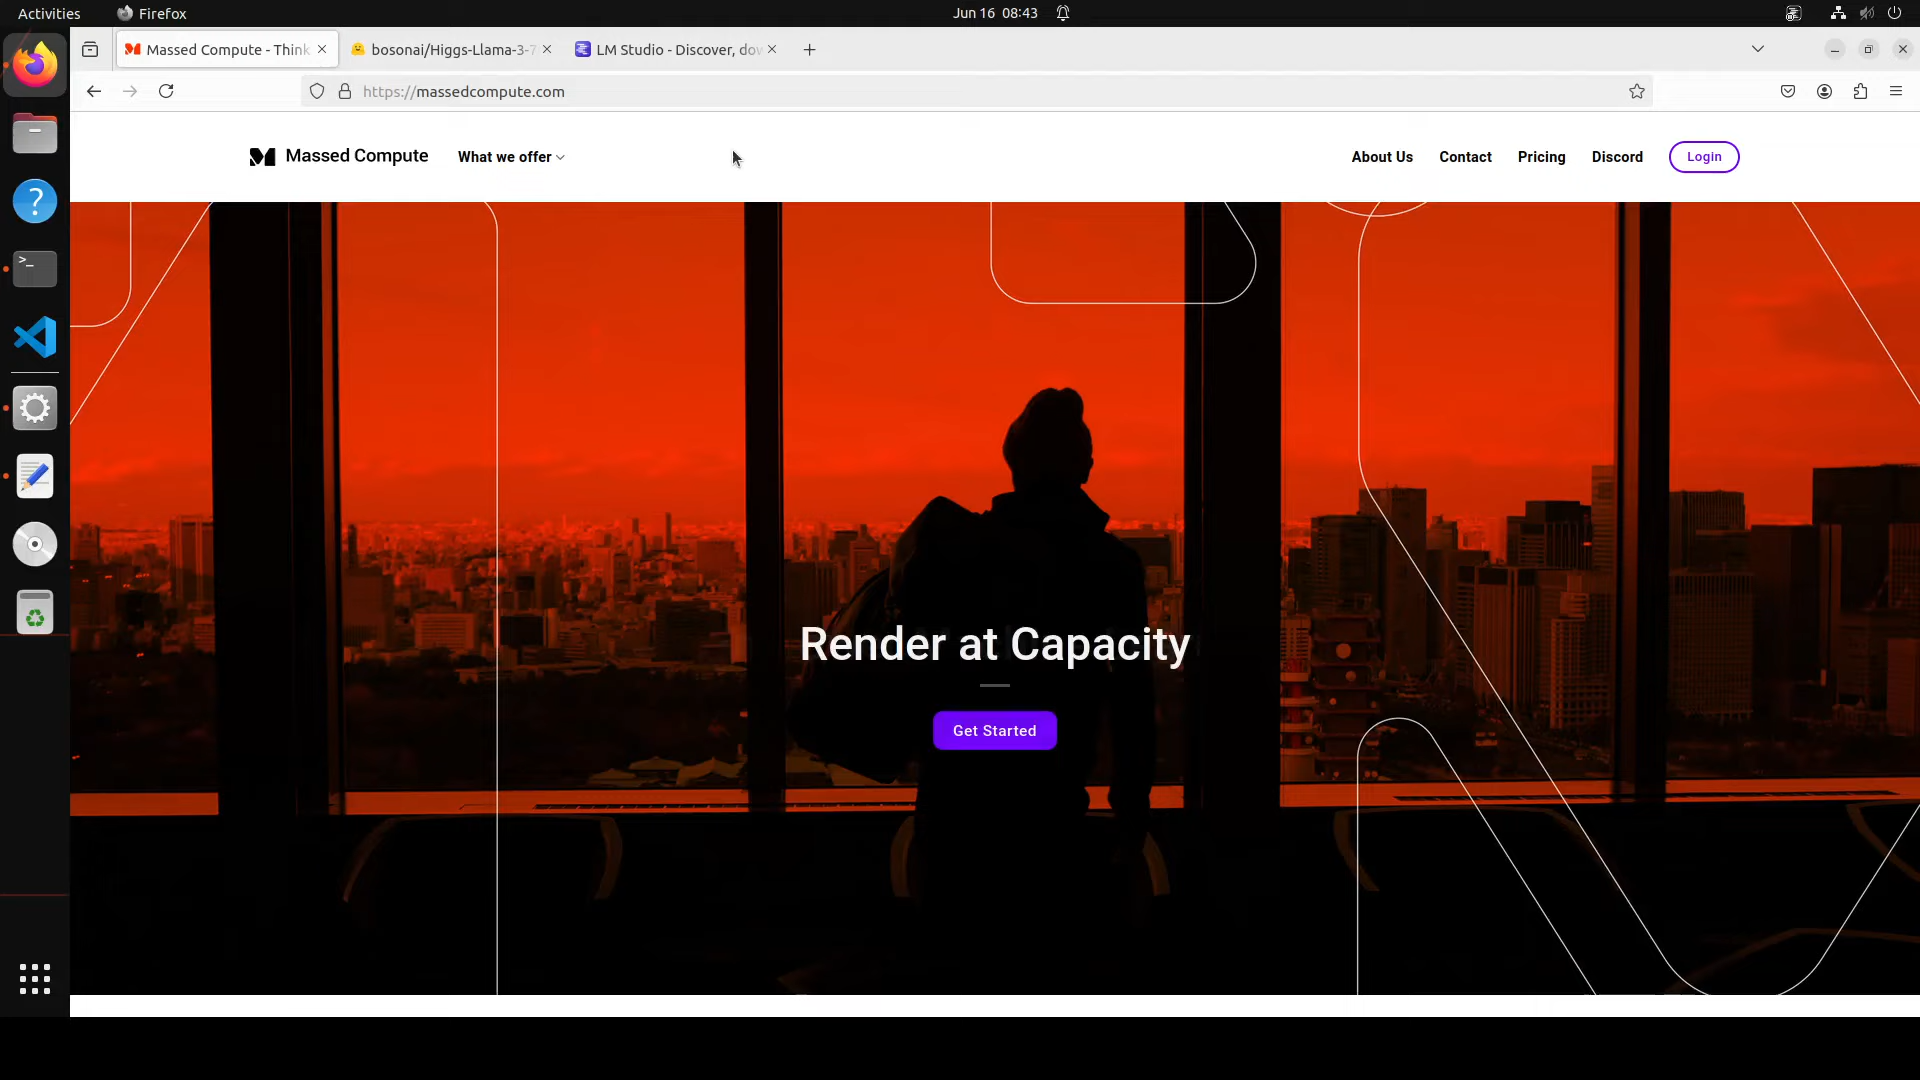 Activities
Firefox
Jun 16 08:43
Massed Compute - Think
bosonai/Higgs-Llama-3-7
LM Studio - Discover, dow
https://massedcompute.com
Massed Compute
What we offer
About Us
Contact
Pricing
Discord
Login
Render at Capacity
Get Started